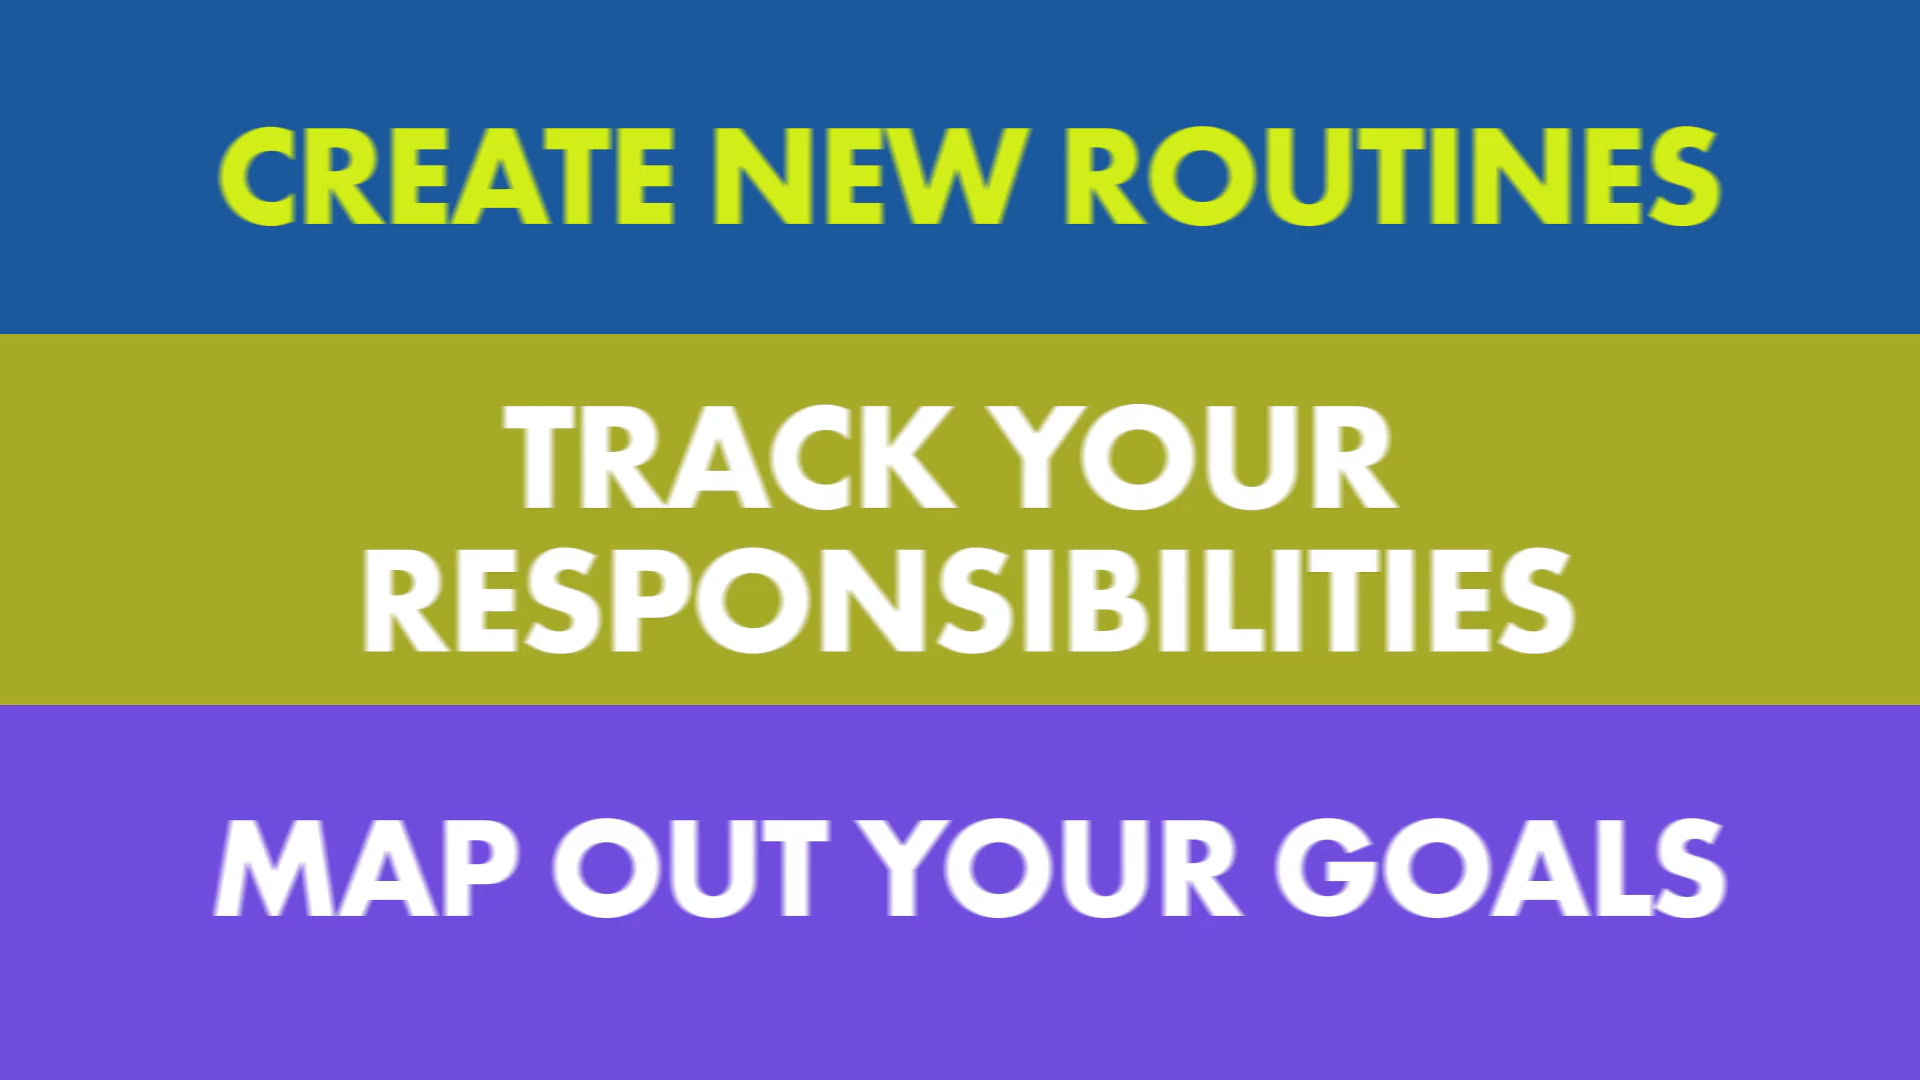 CREATE NEW ROUTINES
TRACK YOUR
RESPONSIBILITIES
MAP OUT YOUR GOALS